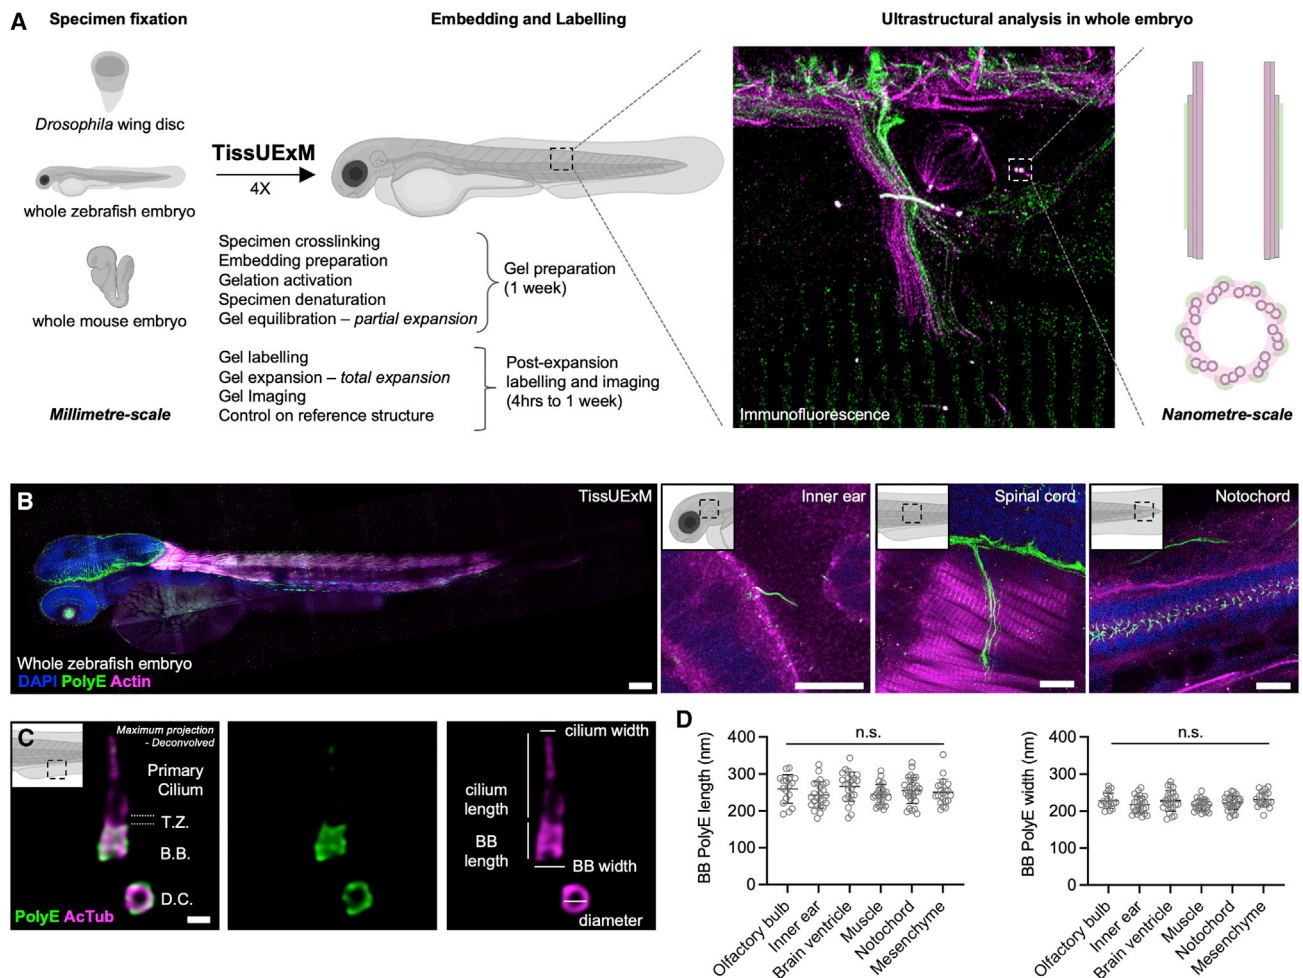 A
Specimen fixation
Embedding and Labelling
Ultrastructural analysis in whole embryo
Drosophila wing disc
whole zebrafish embryo
whole mouse embryo
Millimetre-scale
TissUExM
4X
Specimen crosslinking
Embedding preparation
Gelation activation
Specimen denaturation
Gel equilibration – partial expansion
Gel preparation
(1 week)
Gel labelling
Gel expansion – total expansion
Gel Imaging
Control on reference structure
Post-expansion
labelling and imaging
(4hrs to 1 week)
Immunofluorescence
Nanometre-scale
B
TissUExM
Whole zebrafish embryo
DAPI PolyE Actin
Inner ear
Spinal cord
Notochord
C
Maximum projection
- Deconvolved
Primary
Cilium
T.Z.
B.B.
D.C.
PolyE AcTub
cilium width
cilium
length
BB
length
BB width
diameter
D
BB PolyE length (nm)
400
300
200
100
0
n.s.
Olfactory bulb
Inner ear
Brain ventricle
Muscle
Notochord
Mesenchyme
BB PolyE width (nm)
400
300
200
100
0
n.s.
Olfactory bulb
Inner ear
Brain ventricle
Muscle
Notochord
Mesenchyme